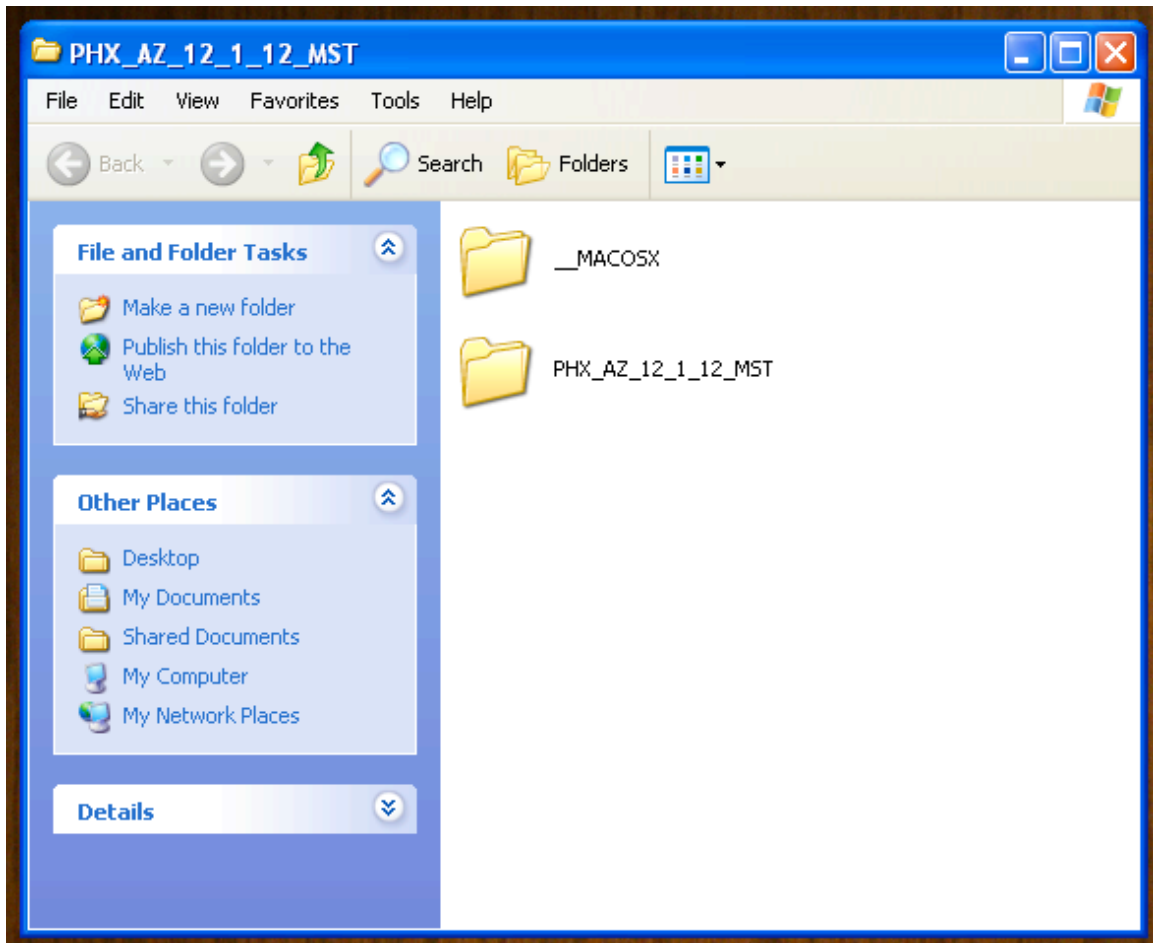 PHX_AZ_12_1_12_MST
File Edit View Favorites Tools Help
Back Search Folders
File and Folder Tasks
Make a new folder
Publish this folder to the
Web
Share this folder
Other Places
Desktop
My Documents
Shared Documents
My Computer
My Network Places
Details
__MACOSX
PHX_AZ_12_1_12_MST